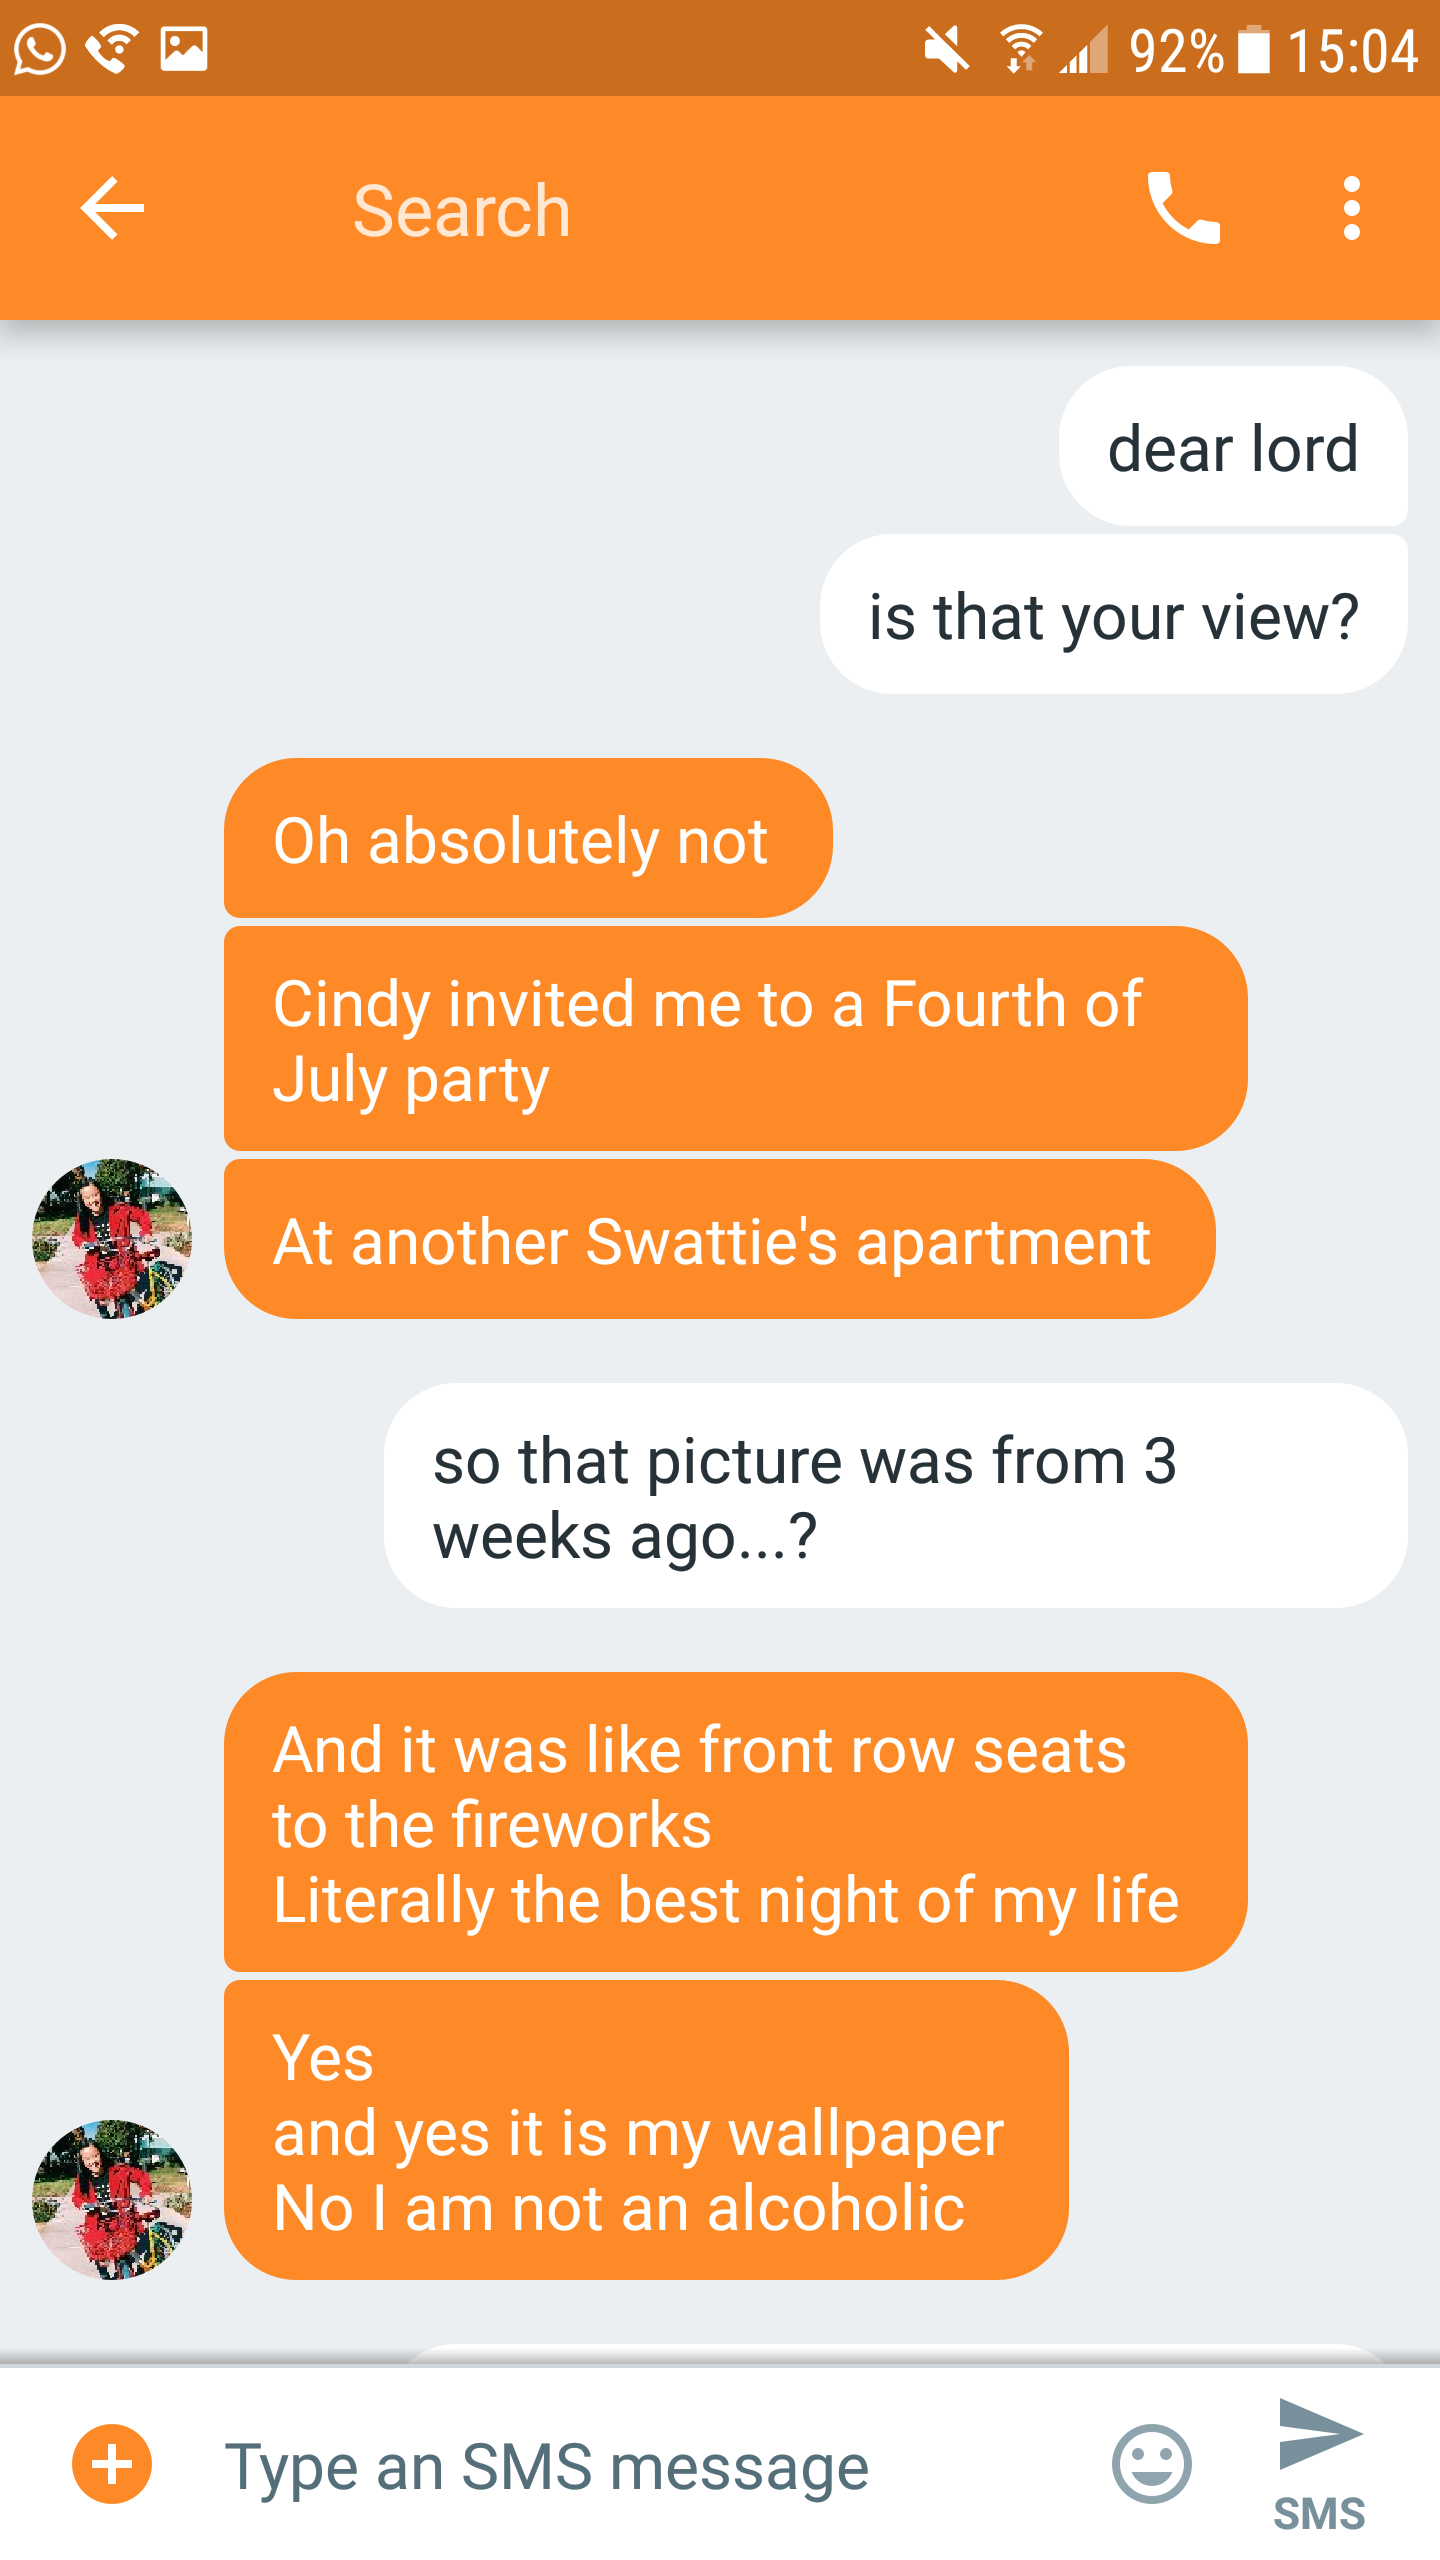 92% 15:04
Search
dear lord
is that your view?
Oh absolutely not
Cindy invited me to a Fourth of
July party
At another Swattie's apartment
so that picture was from 3
weeks ago...?
And it was like front row seats
to the fireworks
Literally the best night of my life
Yes
and yes it is my wallpaper
No I am not an alcoholic
Type an SMS message
SMS